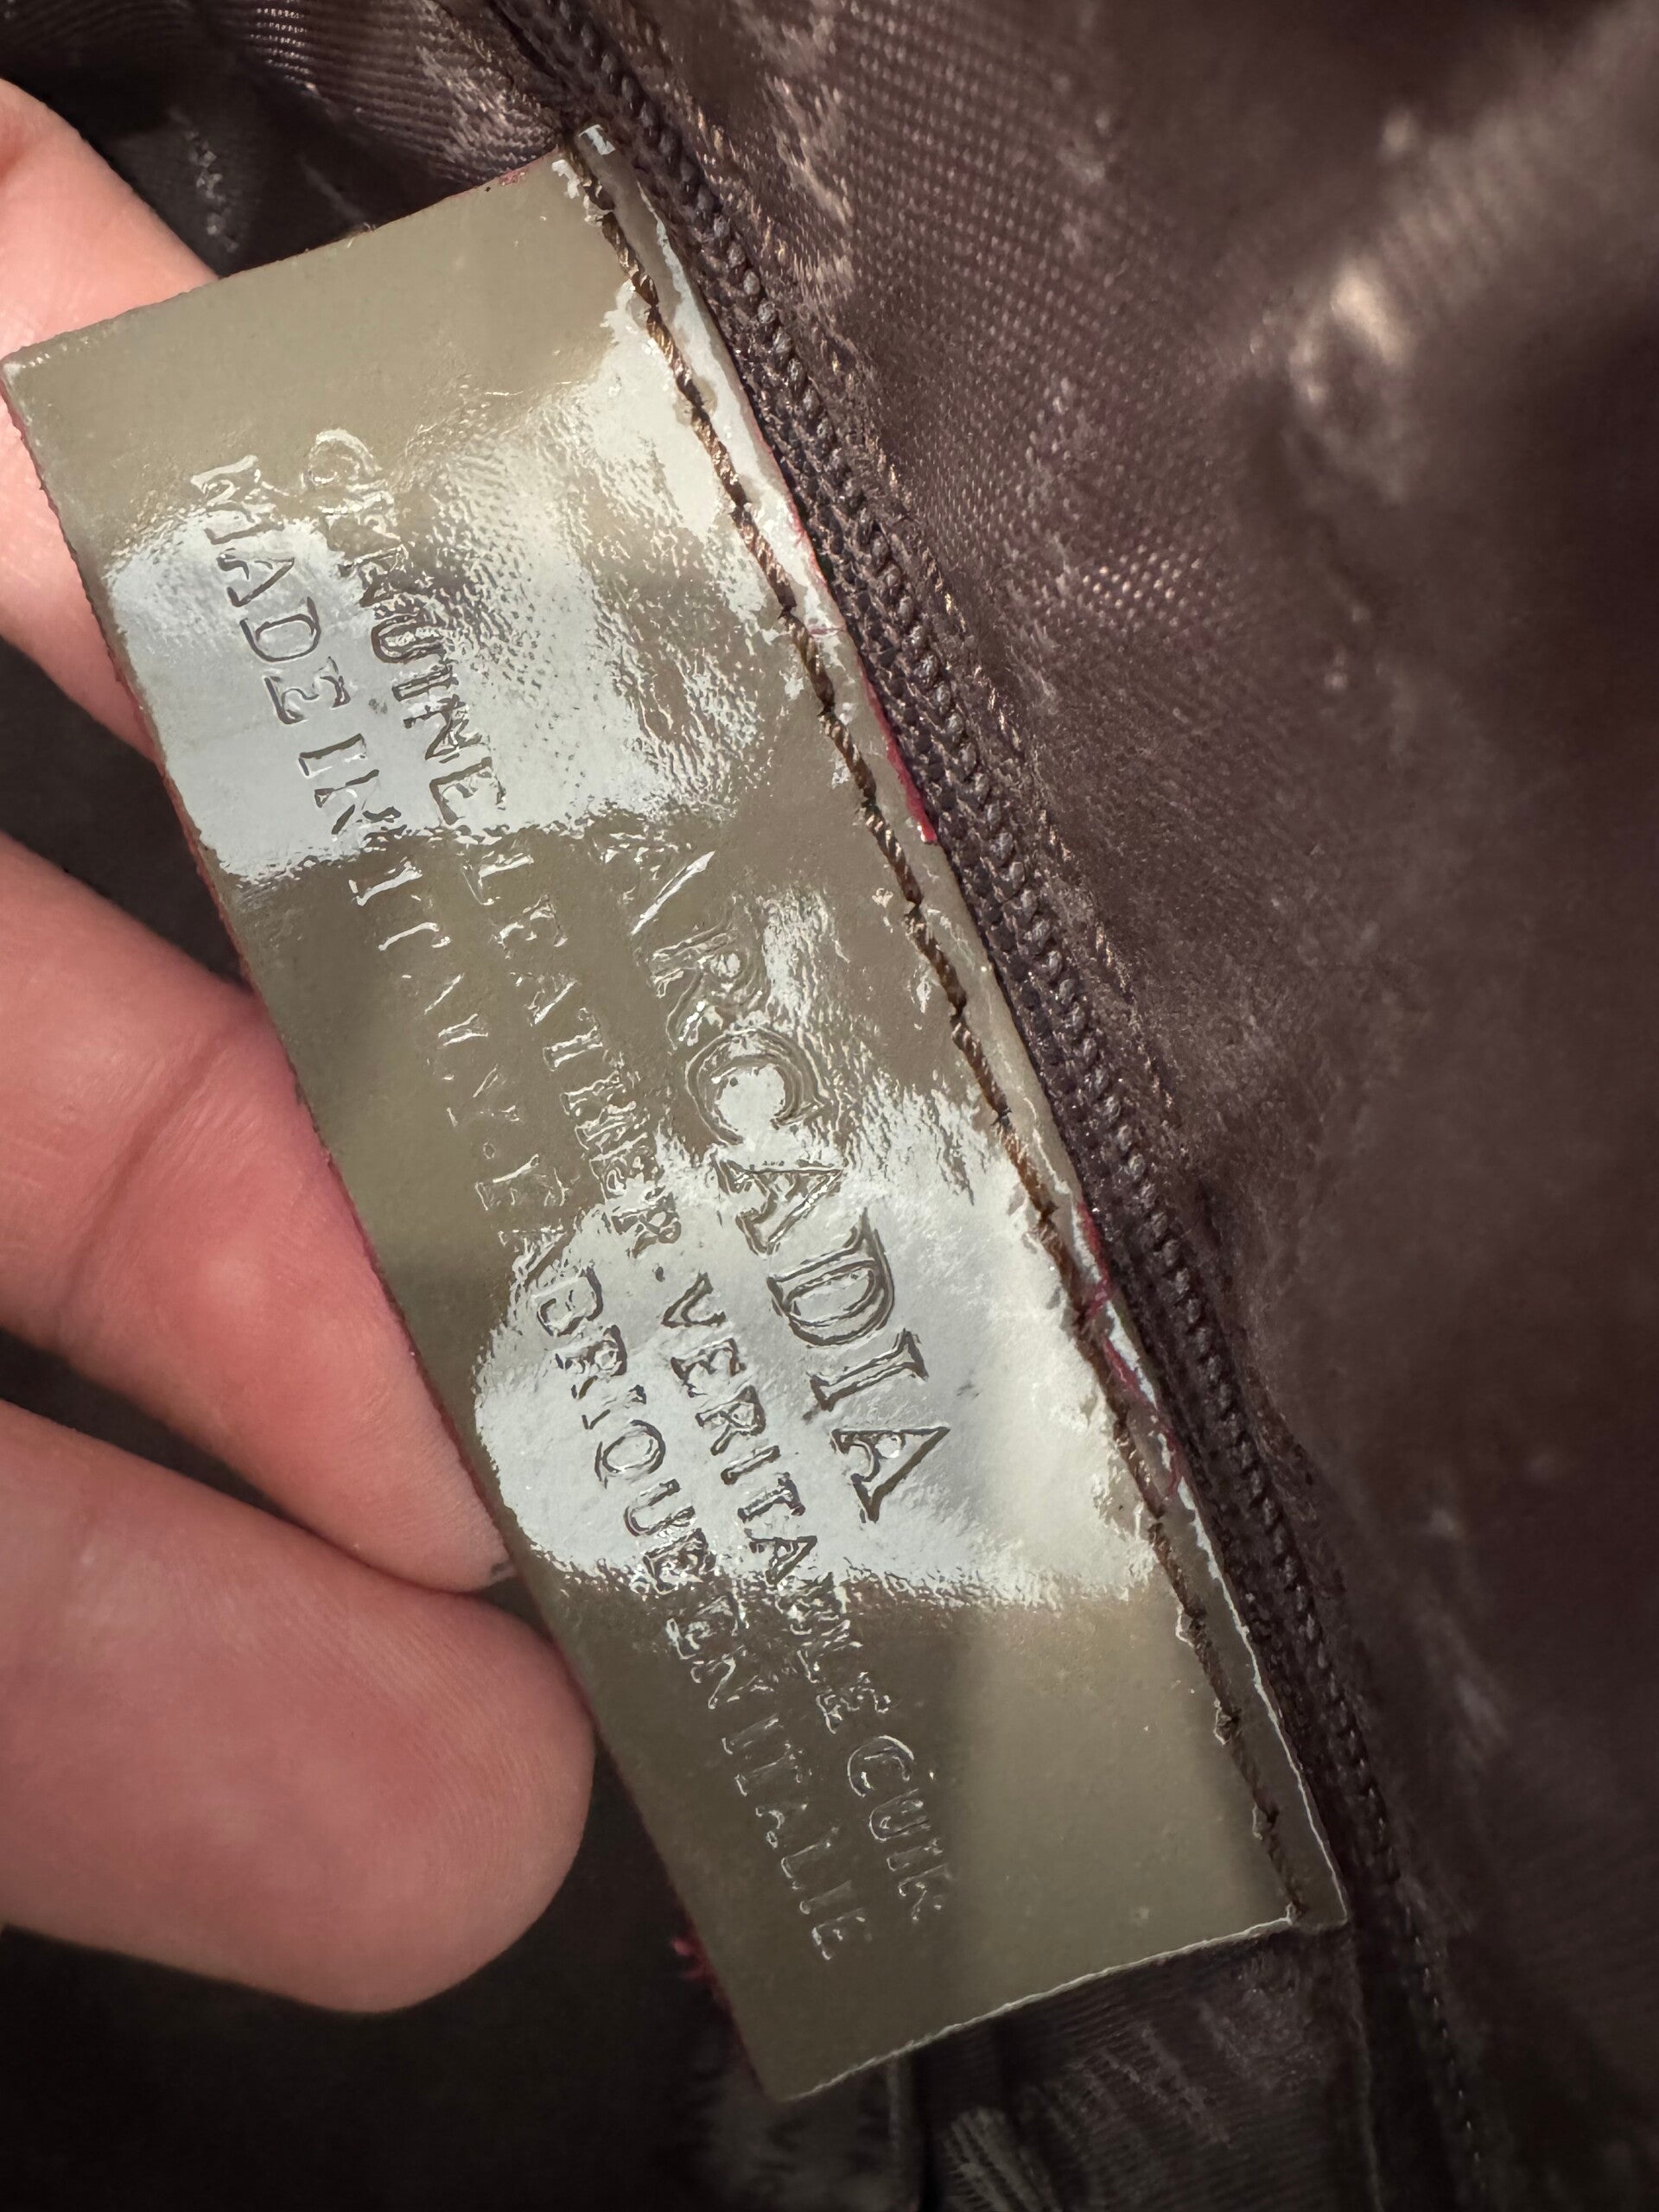 ARCADIA
GENUINE LEATHER. VERITABLE CUIR
MADE IN ITALY. FABRIQUE EN ITALIE